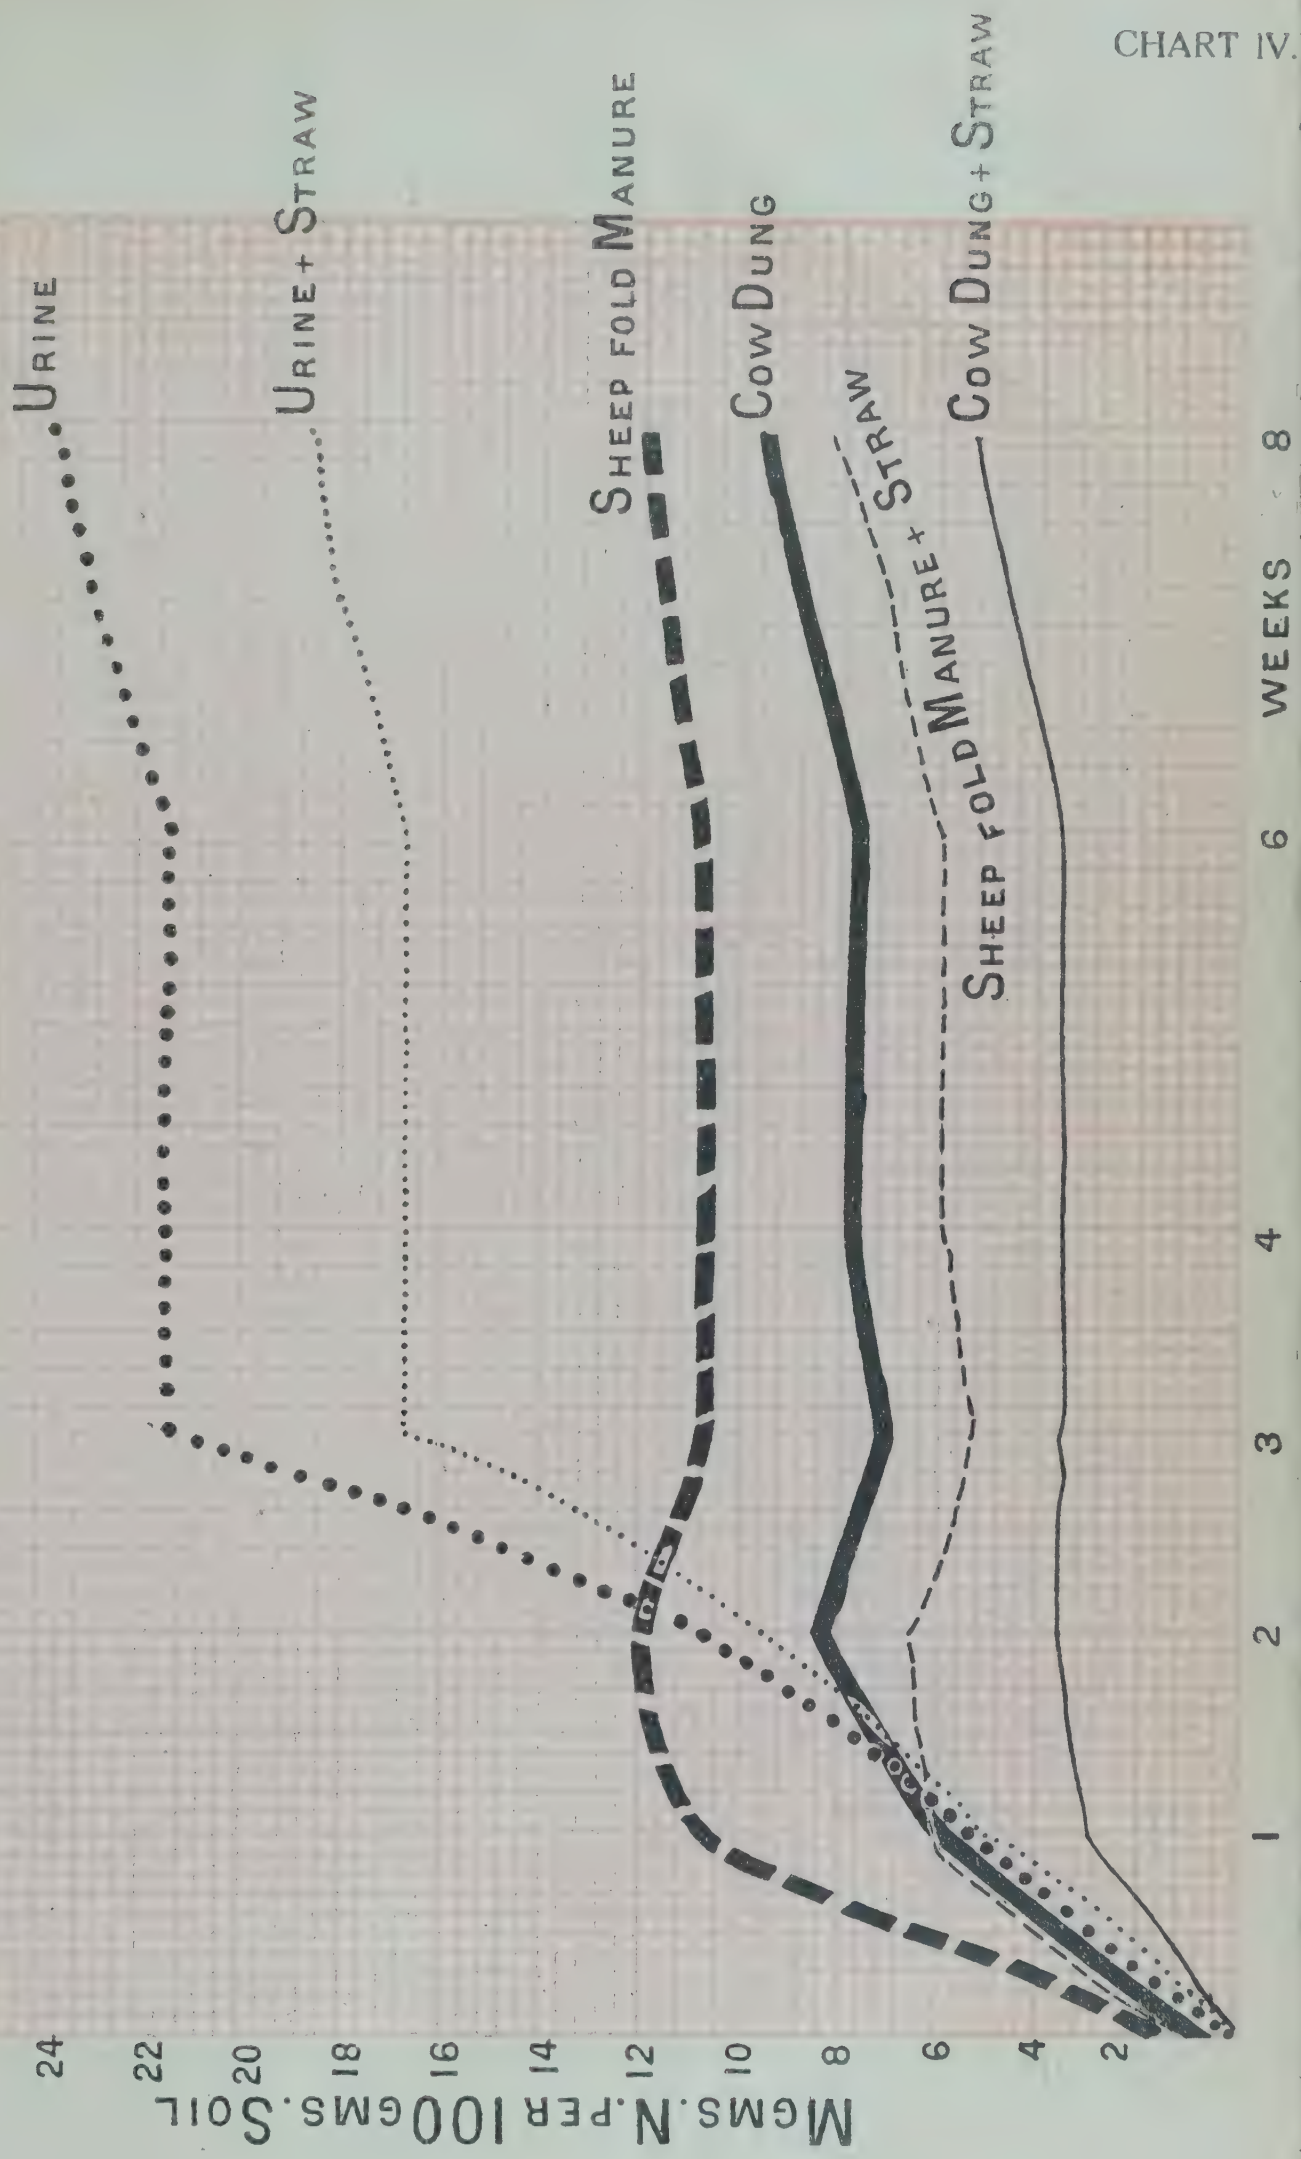 CHART IV.
URINE
URINE + STRAW
SHEEP FOLD MANURE
COW DUNG
SHEEP FOLD MANURE + STRAW
COW DUNG + STRAW
MGMS. N. PER 100 GMS. SOIL
24
22
20
18
16
14
12
10
8
6
4
2
1
2
3
4
6
WEEKS
8